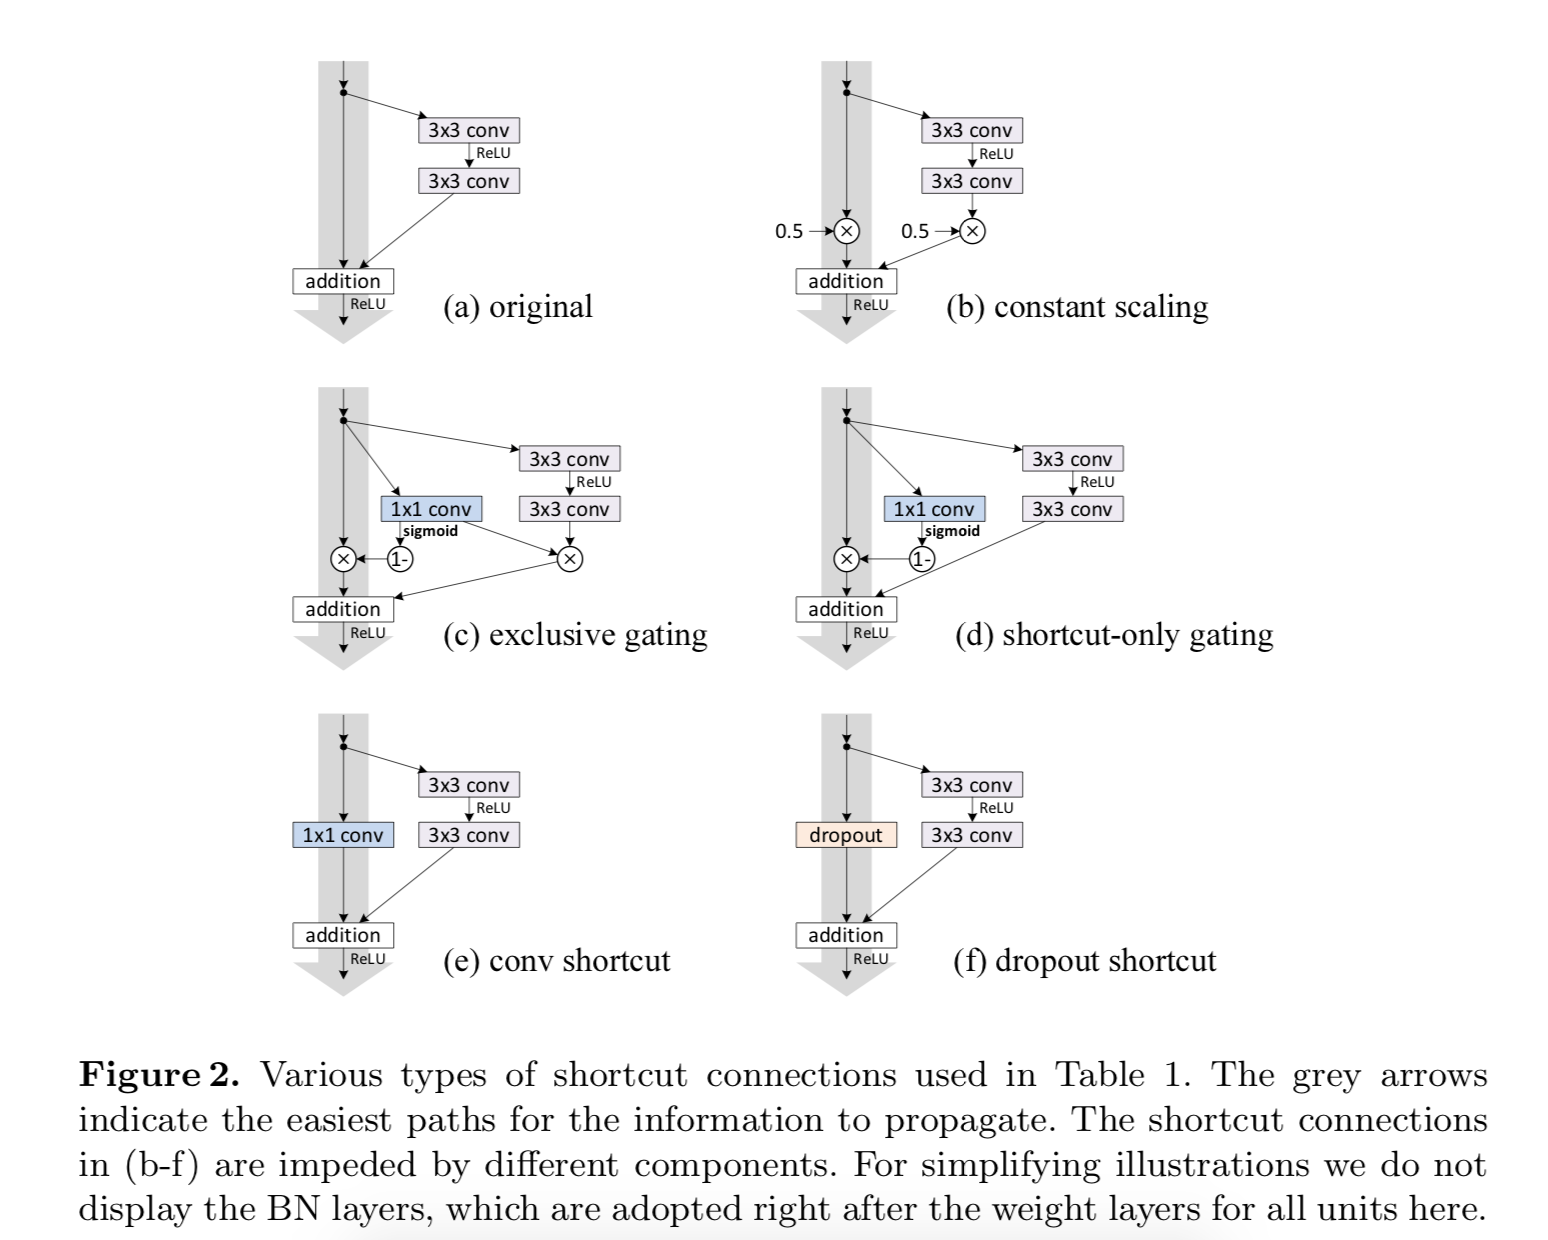 3x3 conv
ReLU
3x3 conv
addition
ReLU
(a) original
3x3 conv
ReLU
3x3 conv
0.5
×
0.5
×
addition
ReLU
(b) constant scaling
3x3 conv
ReLU
1x1 conv
3x3 conv
sigmoid
×
1-
×
addition
ReLU
(c) exclusive gating
3x3 conv
ReLU
1x1 conv
3x3 conv
sigmoid
×
1-
addition
ReLU
(d) shortcut-only gating
3x3 conv
ReLU
1x1 conv
3x3 conv
addition
ReLU
(e) conv shortcut
3x3 conv
ReLU
dropout
3x3 conv
addition
ReLU
(f) dropout shortcut
Figure 2. Various types of shortcut connections used in Table 1. The grey arrows
indicate the easiest paths for the information to propagate. The shortcut connections
in (b-f) are impeded by different components. For simplifying illustrations we do not
display the BN layers, which are adopted right after the weight layers for all units here.